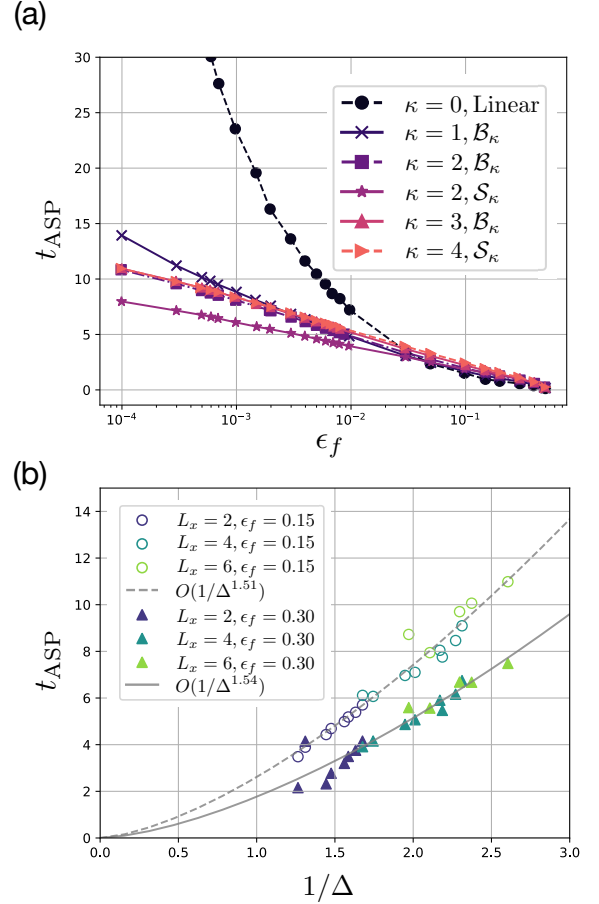 (a)
30
25
20
15
10
5
0
t_ASP
κ = 0, Linear
κ = 1, 𝓑_κ
κ = 2, 𝓑_κ
κ = 2, 𝓢_κ
κ = 3, 𝓑_κ
κ = 4, 𝓢_κ
10⁻⁴ 10⁻³ 10⁻² 10⁻¹
ϵ_f
(b)
14
12
10
8
6
4
2
0
t_ASP
L_x = 2, ϵ_f = 0.15
L_x = 4, ϵ_f = 0.15
L_x = 6, ϵ_f = 0.15
O(1/Δ^1.51)
L_x = 2, ϵ_f = 0.30
L_x = 4, ϵ_f = 0.30
L_x = 6, ϵ_f = 0.30
O(1/Δ^1.54)
0.0 0.5 1.0 1.5 2.0 2.5 3.0
1/Δ